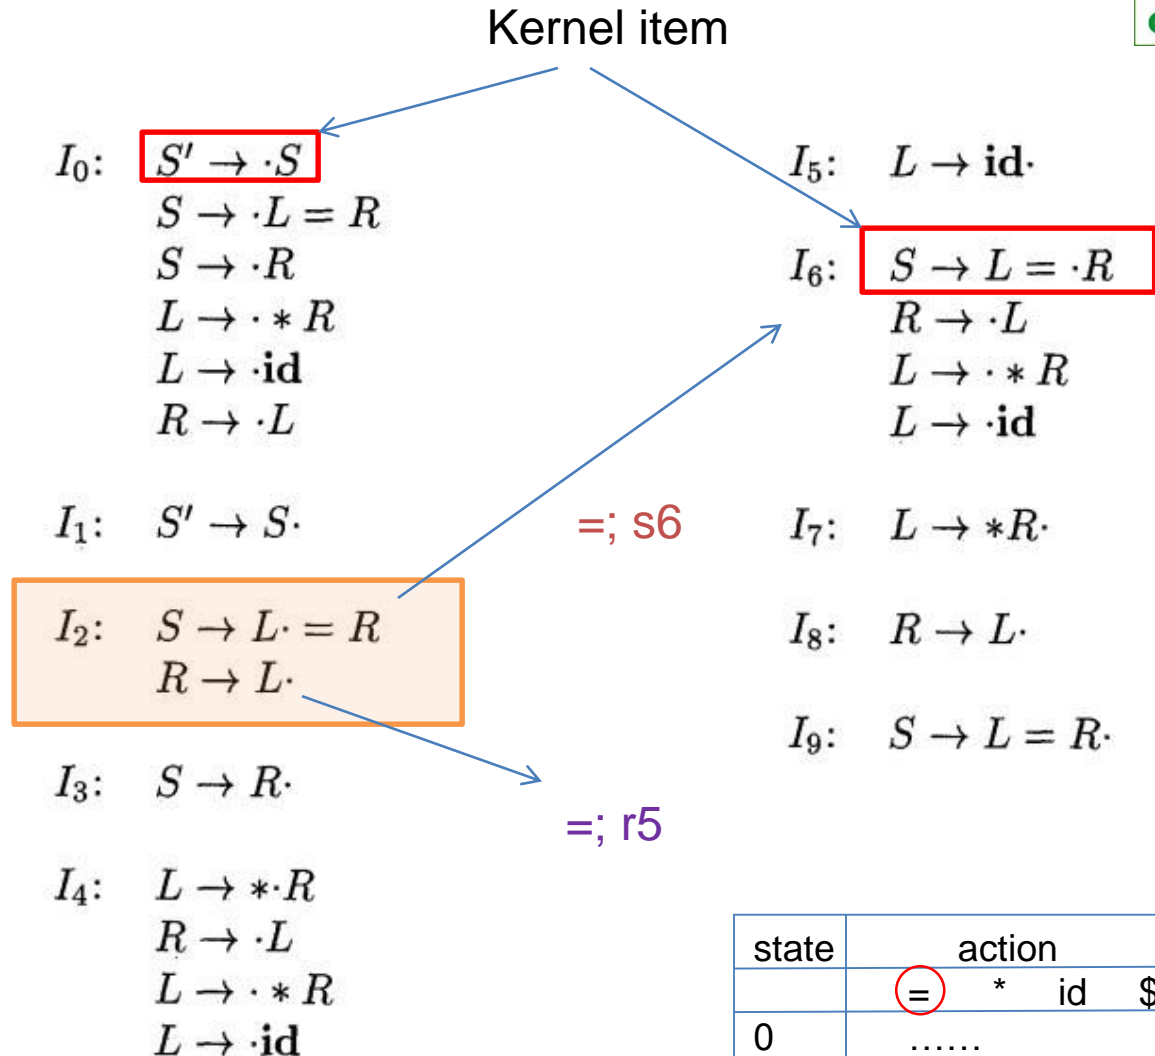 Kernel item
I₀: S′ → ·S
S → ·L = R
S → ·R
L → · ∗ R
L → ·id
R → ·L
I₁: S′ → S·
I₂: S → L· = R
R → L·
I₃: S → R·
I₄: L → ∗·R
R → ·L
L → · ∗ R
L → ·id
=; s6
=; r5
I₅: L → id·
I₆: S → L = ·R
R → ·L
L → · ∗ R
L → ·id
I₇: L → ∗R·
I₈: R → L·
I₉: S → L = R·
state action
= * id $
0 ……